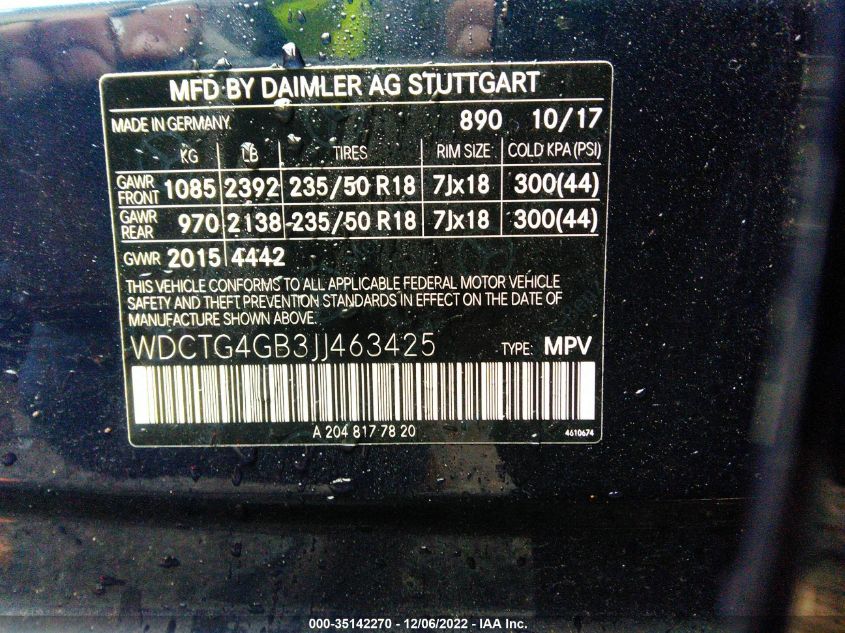 MFD BY DAIMLER AG STUTTGART
MADE IN GERMANY. 890 10/17
KG LB TIRES RIM SIZE COLD KPA (PSI)
GAWR FRONT 1085 2392 235/50 R18 7Jx18 300(44)
GAWR REAR 970 2138 -235/50 R18 7Jx18 300(44)
GVWR 2015 4442
THIS VEHICLE CONFORMS TO ALL APPLICABLE FEDERAL MOTOR VEHICLE
SAFETY AND THEFT PREVENTION STANDARDS IN EFFECT ON THE DATE OF
MANUFACTURE SHOWN ABOVE.
WDCTG4GB3JJ463425 TYPE: MPV
A 204 817 78 20 4610674
000-35142270 - 12/06/2022 - IAA Inc.